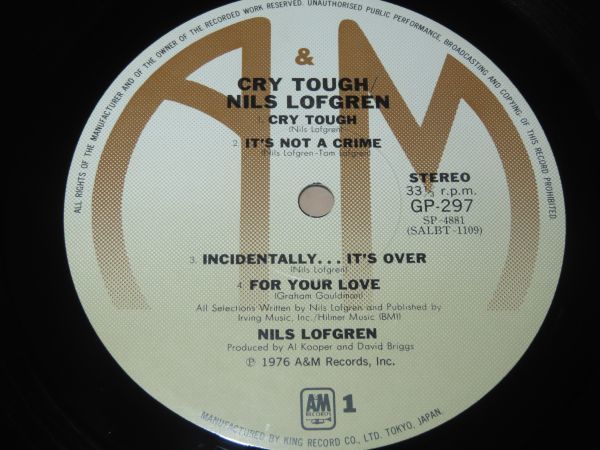 ALL RIGHTS OF THE MANUFACTURER AND OF THE OWNER OF THE RECORDED WORK RESERVED. UNAUTHORISED PUBLIC PERFORMANCE, BROADCASTING AND COPYING OF THIS RECORD PROHIBITED.
A & M
CRY TOUGH/
NILS LOFGREN
1. CRY TOUGH
(Nils Lofgren)
2. IT'S NOT A CRIME
(Nils Lofgren-Tom Lofgren)
STEREO
33⅓ r.p.m.
GP-297
SP-4881
(SALBT-1109)
3. INCIDENTALLY... IT'S OVER
(Nils Lofgren)
4. FOR YOUR LOVE
(Graham Gouldman)
All Selections Written by Nils Lofgren and Published by
Irving Music, Inc./Hilmer Music (BMI)
NILS LOFGREN
Produced by Al Kooper and David Briggs
℗ 1976 A&M Records, Inc.
AM RECORDS 1
MANUFACTURED BY KING RECORD CO., LTD. TOKYO, JAPAN.